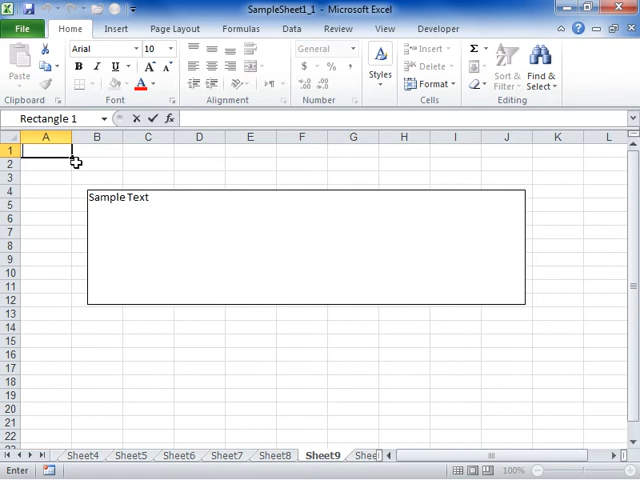 SampleSheet1_1 - Microsoft Excel
File Home Insert Page Layout Formulas Data Review View Developer
Paste
Clipboard
Arial 10
B I U
A A
A
Font
Alignment
General
$ % ,
Number
Styles
Insert
Delete
Format
Cells
Σ
Sort & Filter
Find & Select
Editing
Rectangle 1 fx
A B C D E F G H I J K L
1
2
3
4
Sample Text
5
6
7
8
9
10
11
12
13
14
15
16
17
18
19
20
21
22
Sheet4 Sheet5 Sheet6 Sheet7 Sheet8 Sheet9 Shee
Enter 100%